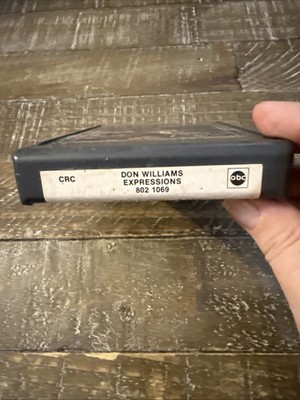 CRC
DON WILLIAMS
EXPRESSIONS
802 1069
abc